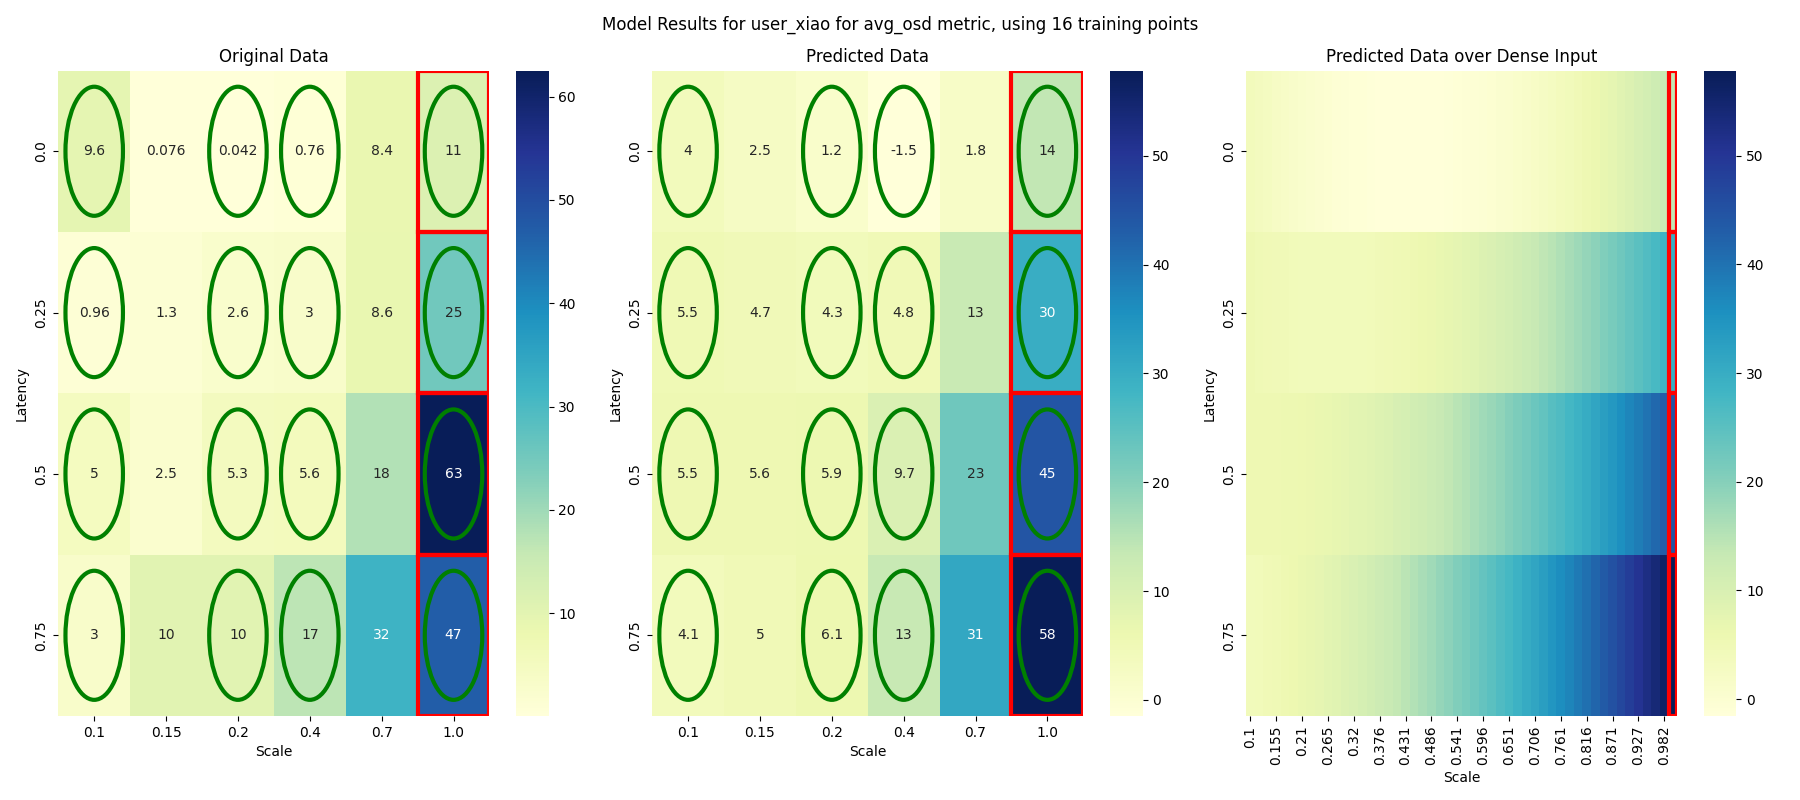 Model Results for user_xiao for avg_osd metric, using 16 training points
Original Data
Latency
0.0
0.25
0.5
0.75
9.6 0.076 0.042 0.76 8.4 11
0.96 1.3 2.6 3 8.6 25
5 2.5 5.3 5.6 18 63
3 10 10 17 32 47
0.1 0.15 0.2 0.4 0.7 1.0
Scale
60
50
40
30
20
10
Predicted Data
Latency
0.0
0.25
0.5
0.75
4 2.5 1.2 -1.5 1.8 14
5.5 4.7 4.3 4.8 13 30
5.5 5.6 5.9 9.7 23 45
4.1 5 6.1 13 31 58
0.1 0.15 0.2 0.4 0.7 1.0
Scale
50
40
30
20
10
0
Predicted Data over Dense Input
Latency
0.0
0.25
0.5
0.75
0.1 0.155 0.21 0.265 0.32 0.376 0.431 0.486 0.541 0.596 0.651 0.706 0.761 0.816 0.871 0.927 0.982
Scale
50
40
30
20
10
0